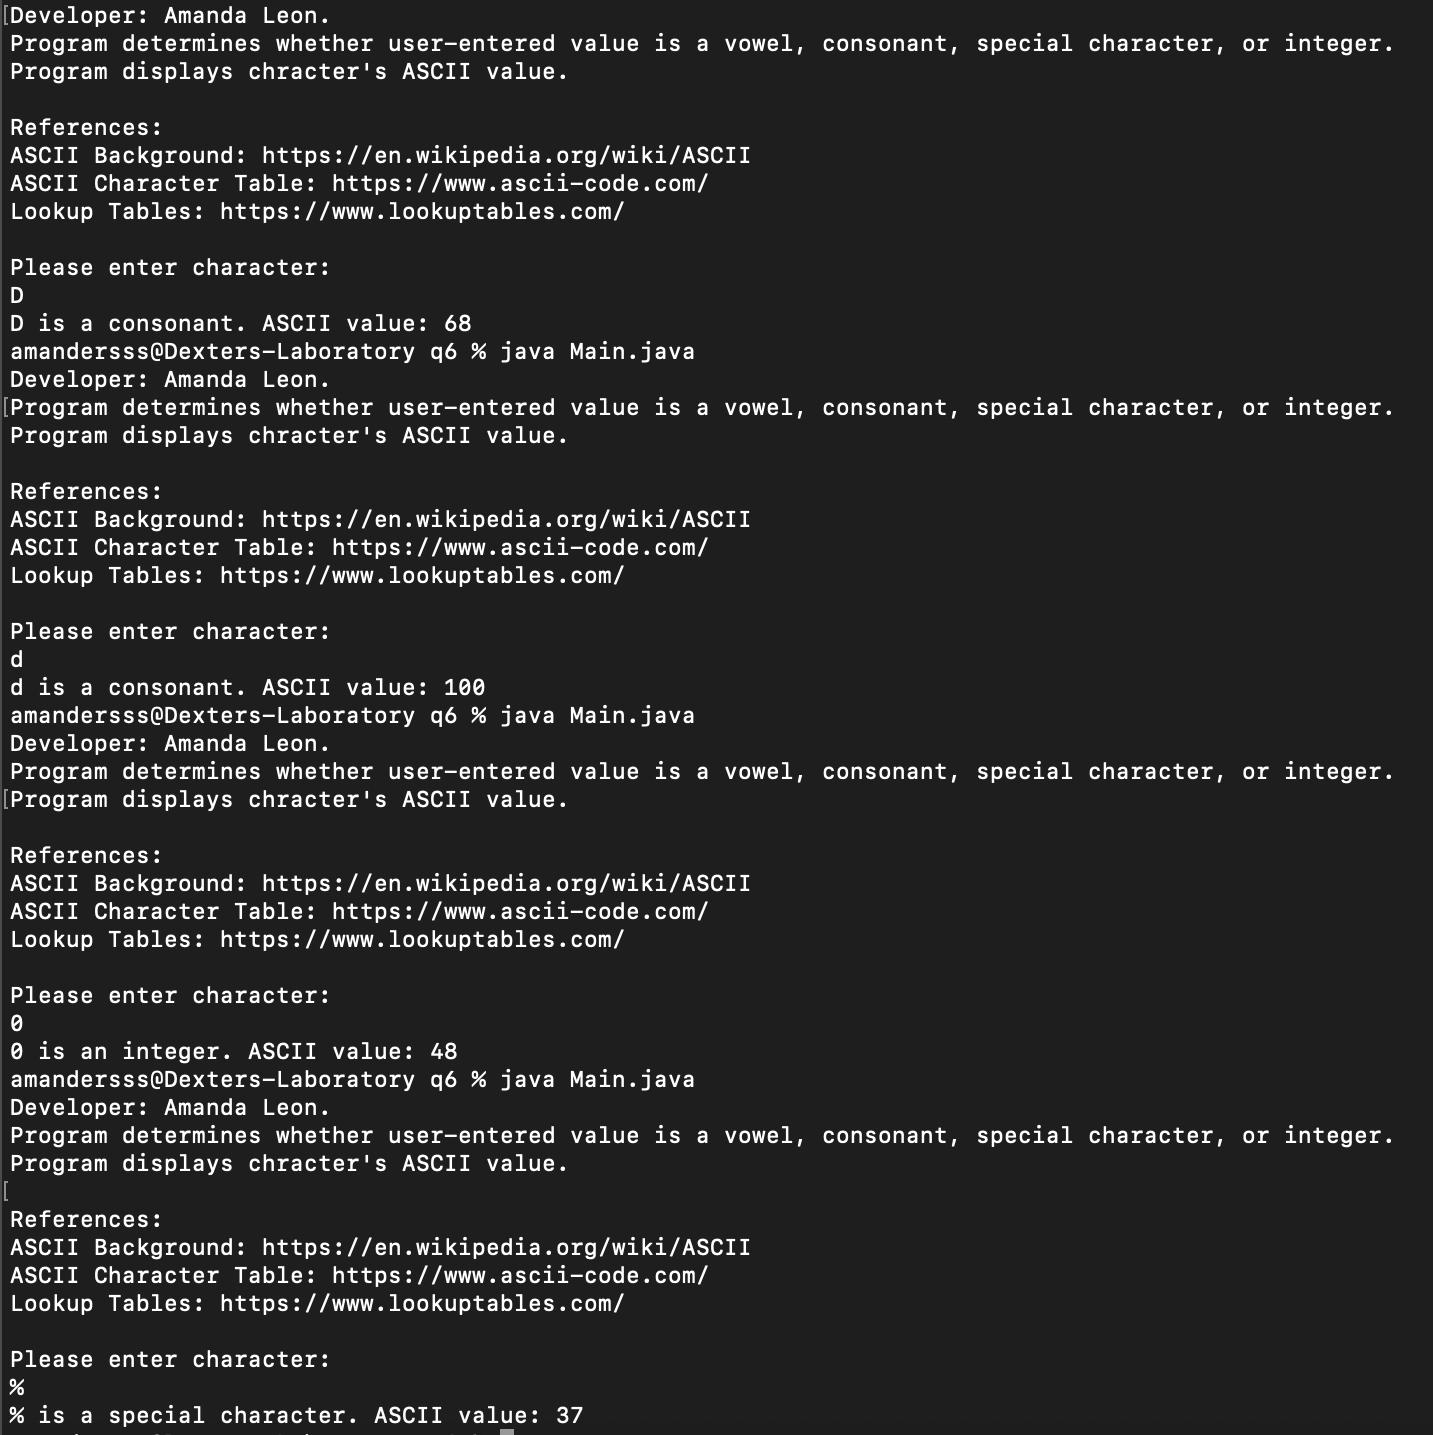 [Developer: Amanda Leon.
Program determines whether user-entered value is a vowel, consonant, special character, or integer.
Program displays chracter's ASCII value.

References:
ASCII Background: https://en.wikipedia.org/wiki/ASCII
ASCII Character Table: https://www.ascii-code.com/
Lookup Tables: https://www.lookuptables.com/

Please enter character:
D
D is a consonant. ASCII value: 68
amandersss@Dexters-Laboratory q6 % java Main.java
Developer: Amanda Leon.
[Program determines whether user-entered value is a vowel, consonant, special character, or integer.
Program displays chracter's ASCII value.

References:
ASCII Background: https://en.wikipedia.org/wiki/ASCII
ASCII Character Table: https://www.ascii-code.com/
Lookup Tables: https://www.lookuptables.com/

Please enter character:
d
d is a consonant. ASCII value: 100
amandersss@Dexters-Laboratory q6 % java Main.java
Developer: Amanda Leon.
Program determines whether user-entered value is a vowel, consonant, special character, or integer.
[Program displays chracter's ASCII value.

References:
ASCII Background: https://en.wikipedia.org/wiki/ASCII
ASCII Character Table: https://www.ascii-code.com/
Lookup Tables: https://www.lookuptables.com/

Please enter character:
0
0 is an integer. ASCII value: 48
amandersss@Dexters-Laboratory q6 % java Main.java
Developer: Amanda Leon.
Program determines whether user-entered value is a vowel, consonant, special character, or integer.
Program displays chracter's ASCII value.
[
References:
ASCII Background: https://en.wikipedia.org/wiki/ASCII
ASCII Character Table: https://www.ascii-code.com/
Lookup Tables: https://www.lookuptables.com/

Please enter character:
%
% is a special character. ASCII value: 37